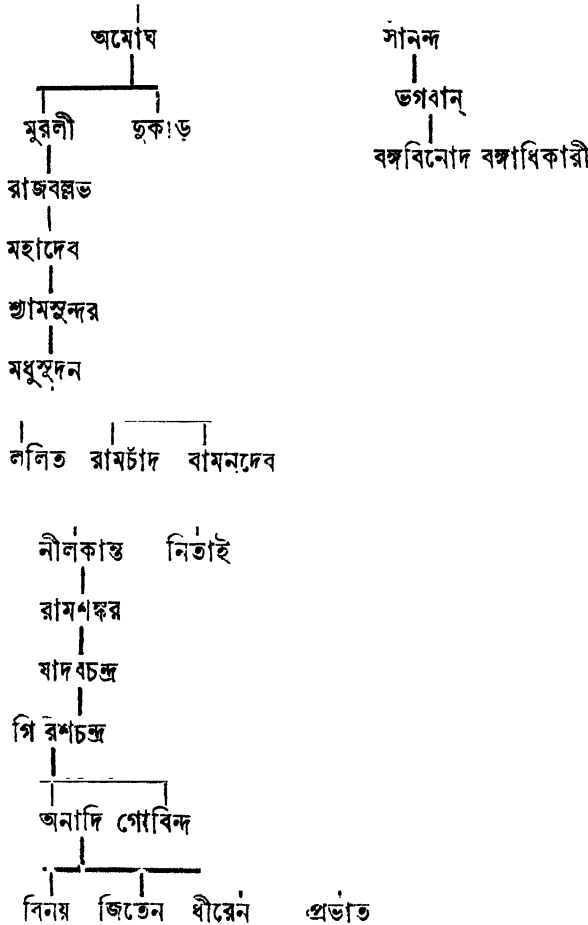 অমোঘ সানন্দ
ভগবান্
মুরলী দুকড়ি
বঙ্গবিনোদ বঙ্গাধিকারী
রাজবল্লভ
মহাদেব
শ্যামসুন্দর
মধুসূদন
ললিত রামচাঁদ বামনদেব
নীলকান্ত নিতাই
রামশঙ্কর
যাদবচন্দ্র
গিরিশচন্দ্র
অনাদি গোবিন্দ
বিনয় জিতেন ধীরেন প্রভাত